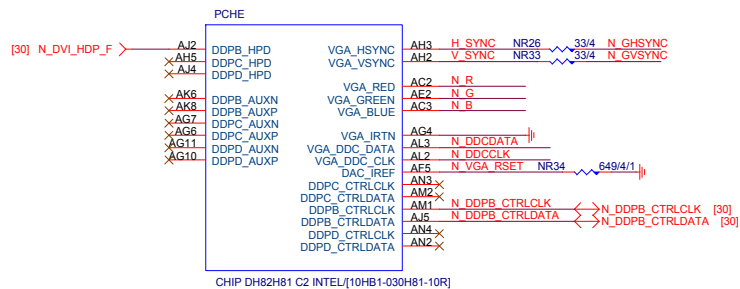 PCHE
[30] N_DVI_HDP_F AJ2 DDPB_HPD VGA_HSYNC AH3 H_SYNC NR26 33/4 N_GHSYNC
AH5 DDPC_HPD VGA_VSYNC AH2 V_SYNC NR33 33/4 N_GVSYNC
AJ4 DDPD_HPD
VGA_RED AC2 N_R
AK6 DDPB_AUXN VGA_GREEN AE2 N_G
AK8 DDPB_AUXP VGA_BLUE AC3 N_B
AG7 DDPC_AUXN
AG6 DDPC_AUXP VGA_IRTN AG4
AG11 DDPD_AUXN VGA_DDC_DATA AL3 N_DDCDATA
AG10 DDPD_AUXP VGA_DDC_CLK AL2 N_DDCCLK
DAC_IREF AF5 N_VGA_RSET NR34 649/4/1
DDPC_CTRLCLK AN3
DDPC_CTRLDATA AM2
DDPB_CTRLCLK AM1 N_DDPB_CTRLCLK N_DDPB_CTRLCLK [30]
DDPB_CTRLDATA AJ5 N_DDPB_CTRLDATA N_DDPB_CTRLDATA [30]
DDPD_CTRLCLK AN4
DDPD_CTRLDATA AN2
CHIP DH82H81 C2 INTEL/[10HB1-030H81-10R]